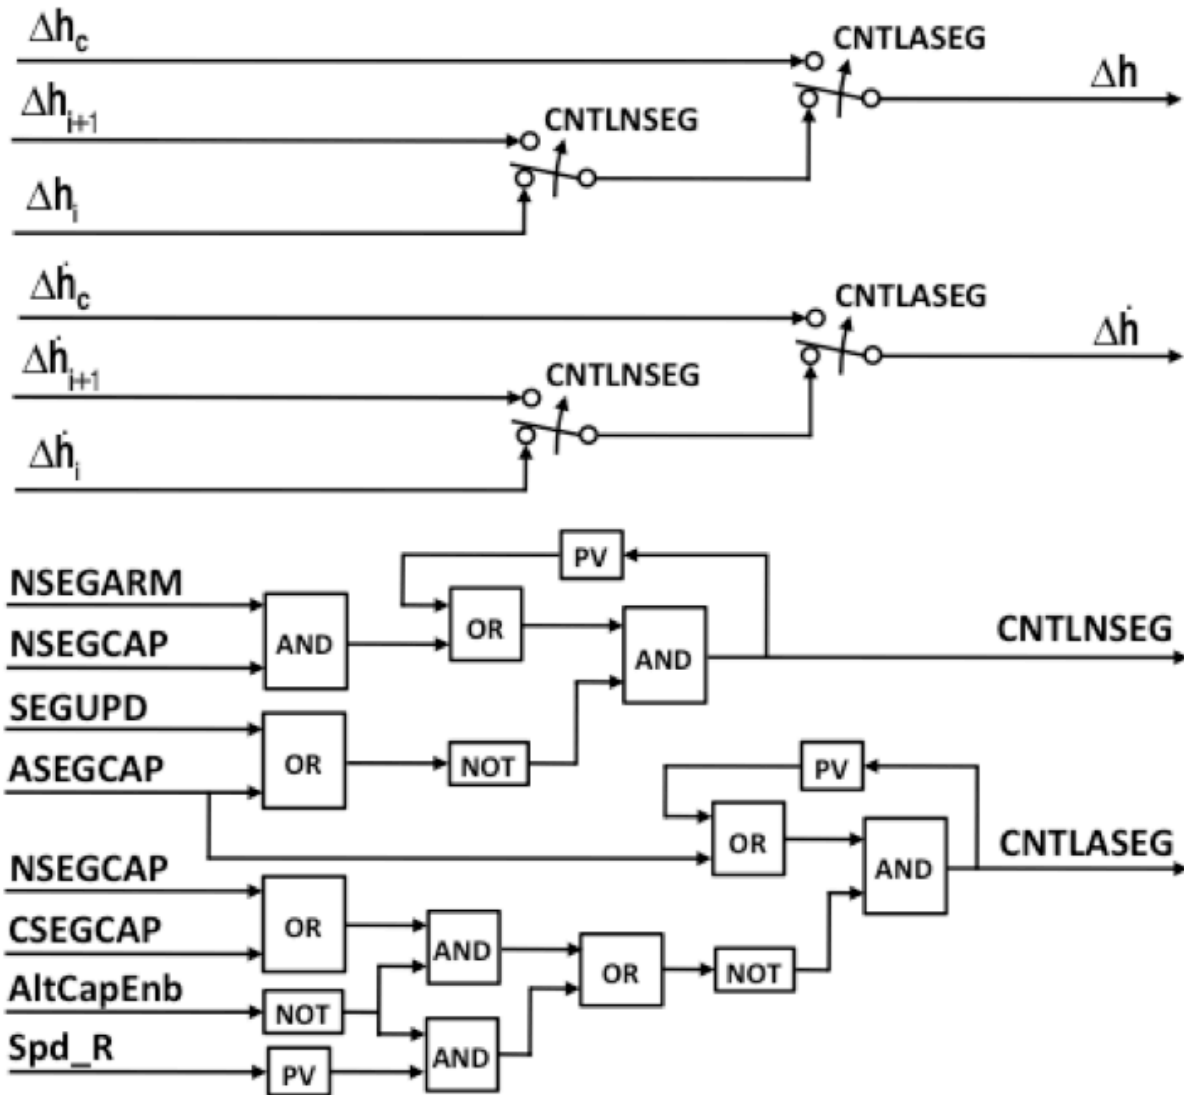 Δh_c
CNTLASEG
Δh
Δh_{i+1}
CNTLNSEG
Δh_i
Δḣ_c
CNTLASEG
Δḣ
Δḣ_{i+1}
CNTLNSEG
Δḣ_i
PV
NSEGARM
AND
OR
NSEGCAP
AND
CNTLNSEG
SEGUPD
OR
NOT
ASEGCAP
PV
OR
AND
CNTLASEG
NSEGCAP
OR
CSEGCAP
AND
OR
NOT
AltCapEnb
NOT
Spd_R
PV
AND